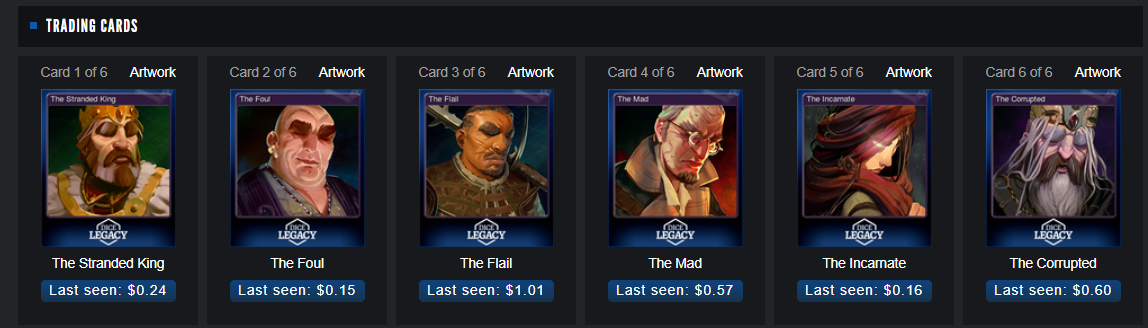 TRADING CARDS
Card 1 of 6 Artwork
The Stranded King
DICE
LEGACY
The Stranded King
Last seen: $0.24
Card 2 of 6 Artwork
The Foul
DICE
LEGACY
The Foul
Last seen: $0.15
Card 3 of 6 Artwork
The Flail
DICE
LEGACY
The Flail
Last seen: $1.01
Card 4 of 6 Artwork
The Mad
DICE
LEGACY
The Mad
Last seen: $0.57
Card 5 of 6 Artwork
The Incarnate
DICE
LEGACY
The Incarnate
Last seen: $0.16
Card 6 of 6 Artwork
The Corrupted
DICE
LEGACY
The Corrupted
Last seen: $0.60